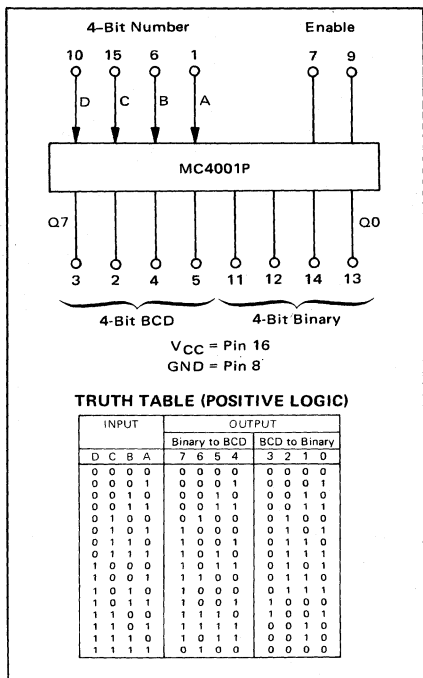 4-Bit Number Enable
10 15 6 1 7 9
D C B A
MC4001P
Q7 Q0
3 2 4 5 11 12 14 13
4-Bit BCD 4-Bit Binary
VCC = Pin 16
GND = Pin 8
TRUTH TABLE (POSITIVE LOGIC)
INPUT OUTPUT
Binary to BCD BCD to Binary
D C B A 7 6 5 4 3 2 1 0
0 0 0 0 0 0 0 0 0 0 0 0
0 0 0 1 0 0 0 1 0 0 0 1
0 0 1 0 0 0 1 0 0 0 1 0
0 0 1 1 0 0 1 1 0 0 1 1
0 1 0 0 0 1 0 0 0 1 0 0
0 1 0 1 1 0 0 0 0 1 0 1
0 1 1 0 1 0 0 1 0 1 1 0
0 1 1 1 1 0 1 0 0 1 1 1
1 0 0 0 1 0 1 1 0 1 0 1
1 0 0 1 1 1 0 0 0 1 1 0
1 0 1 0 1 0 0 0 0 1 1 1
1 0 1 1 1 0 0 1 1 0 0 0
1 1 0 0 1 1 1 0 1 0 0 1
1 1 0 1 1 1 1 1 0 0 1 0
1 1 1 0 1 0 1 1 0 0 1 0
1 1 1 1 0 1 0 0 0 0 1 0